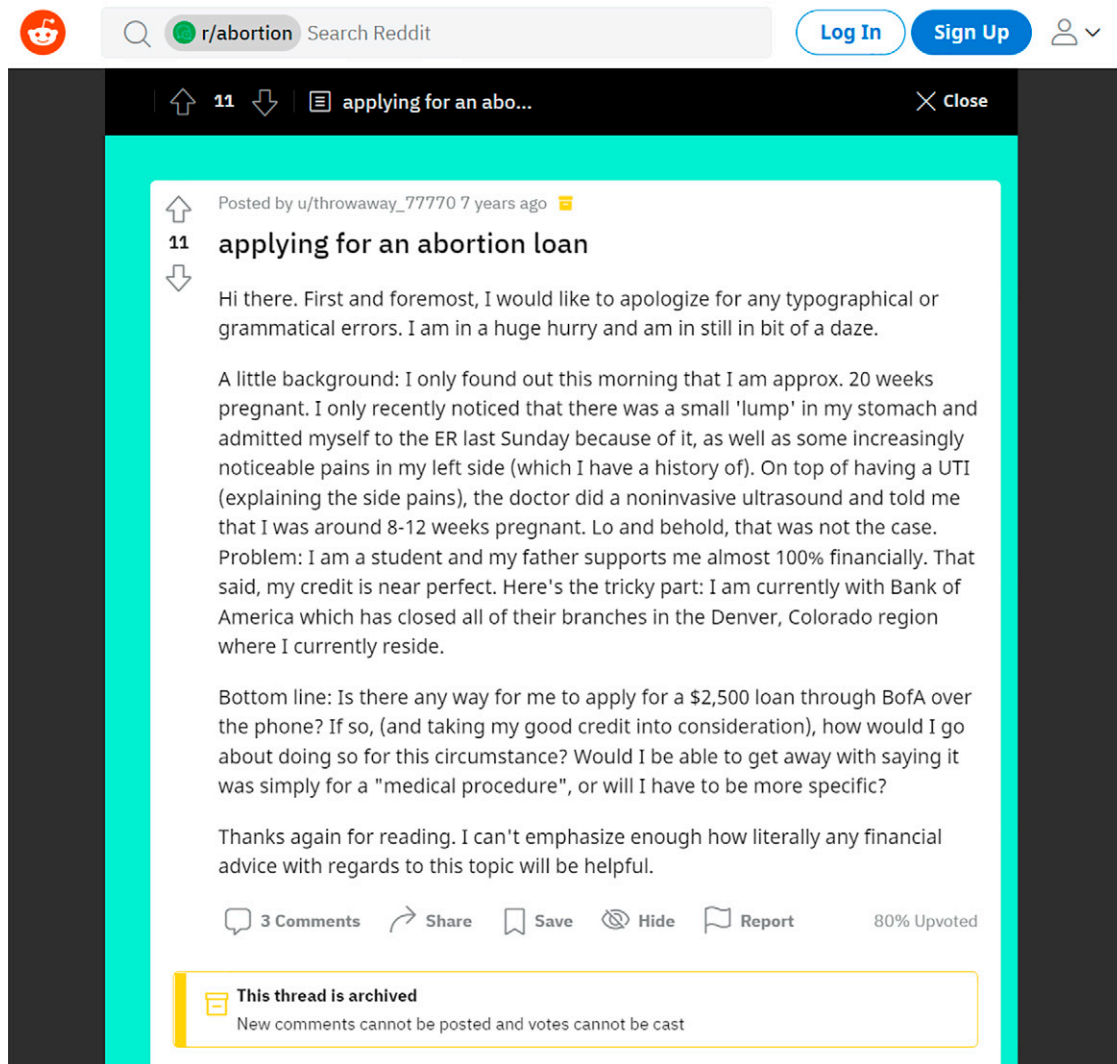 r/abortion Search Reddit Log In Sign Up
11 applying for an abo... Close
Posted by u/throwaway_77770 7 years ago
11
applying for an abortion loan
Hi there. First and foremost, I would like to apologize for any typographical or
grammatical errors. I am in a huge hurry and am in still in bit of a daze.
A little background: I only found out this morning that I am approx. 20 weeks
pregnant. I only recently noticed that there was a small 'lump' in my stomach and
admitted myself to the ER last Sunday because of it, as well as some increasingly
noticeable pains in my left side (which I have a history of). On top of having a UTI
(explaining the side pains), the doctor did a noninvasive ultrasound and told me
that I was around 8-12 weeks pregnant. Lo and behold, that was not the case.
Problem: I am a student and my father supports me almost 100% financially. That
said, my credit is near perfect. Here's the tricky part: I am currently with Bank of
America which has closed all of their branches in the Denver, Colorado region
where I currently reside.
Bottom line: Is there any way for me to apply for a $2,500 loan through BofA over
the phone? If so, (and taking my good credit into consideration), how would I go
about doing so for this circumstance? Would I be able to get away with saying it
was simply for a "medical procedure", or will I have to be more specific?
Thanks again for reading. I can't emphasize enough how literally any financial
advice with regards to this topic will be helpful.
3 Comments Share Save Hide Report 80% Upvoted
This thread is archived
New comments cannot be posted and votes cannot be cast